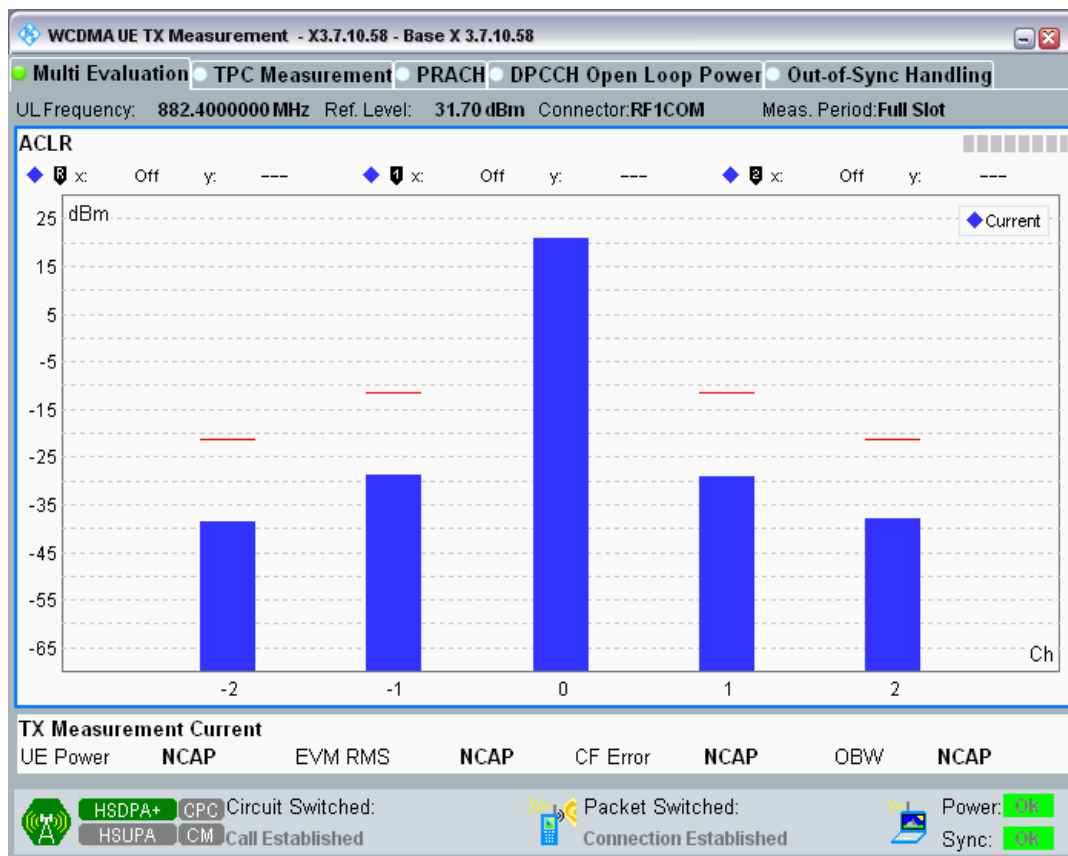 WCDMA UE TX Measurement - X3.7.10.58 - Base X 3.7.10.58
Multi Evaluation TPC Measurement PRACH DPCCH Open Loop Power Out-of-Sync Handling
UL Frequency: 882.4000000 MHz Ref. Level: 31.70 dBm Connector:RF1COM Meas. Period:Full Slot
ACLR
R x: Off y: --- 1 x: Off y: --- 2 x: Off y: ---
dBm
Current
25
15
5
-5
-15
-25
-35
-45
-55
-65
Ch
-2 -1 0 1 2
TX Measurement Current
UE Power NCAP EVM RMS NCAP CF Error NCAP OBW NCAP
HSDPA+ CPC Circuit Switched: Packet Switched: Power: OK
HSUPA CM Call Established Connection Established Sync: OK